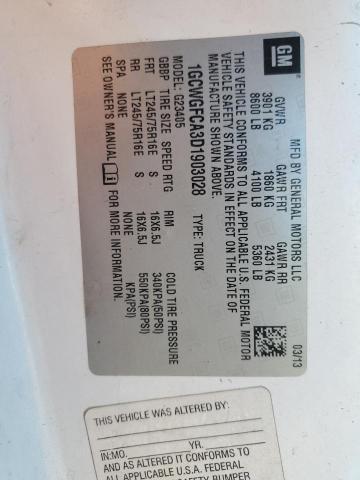 GM
MFD BY GENERAL MOTORS LLC 03/13
GVWR GAWR FRT GAWR RR
3901 KG 1860 KG 2431 KG
8600 LB 4100 LB 5360 LB
THIS VEHICLE CONFORMS TO ALL APPLICABLE U.S. FEDERAL MOTOR
VEHICLE SAFETY STANDARDS IN EFFECT ON THE DATE OF
MANUFACTURE SHOWN ABOVE.
1GCWGFCA3D1903028 TYPE: TRUCK
MODEL: G23405
GBBP TIRE SIZE SPEED RTG RIM COLD TIRE PRESSURE
FRT LT245/75R16E S 16X6.5J 340KPA(50PSI)
RR LT245/75R16E S 16X6.5J 550KPA(80PSI)
SPA NONE NONE KPA(PSI)
SEE OWNER'S MANUAL i FOR MORE INFORMATION.
THIS VEHICLE WAS ALTERED BY:
IN:MO. YR.
AND AS ALTERED IT CONFORMS TO
ALL APPLICABLE U.S.A. FEDERAL
SAFETY BUMPER